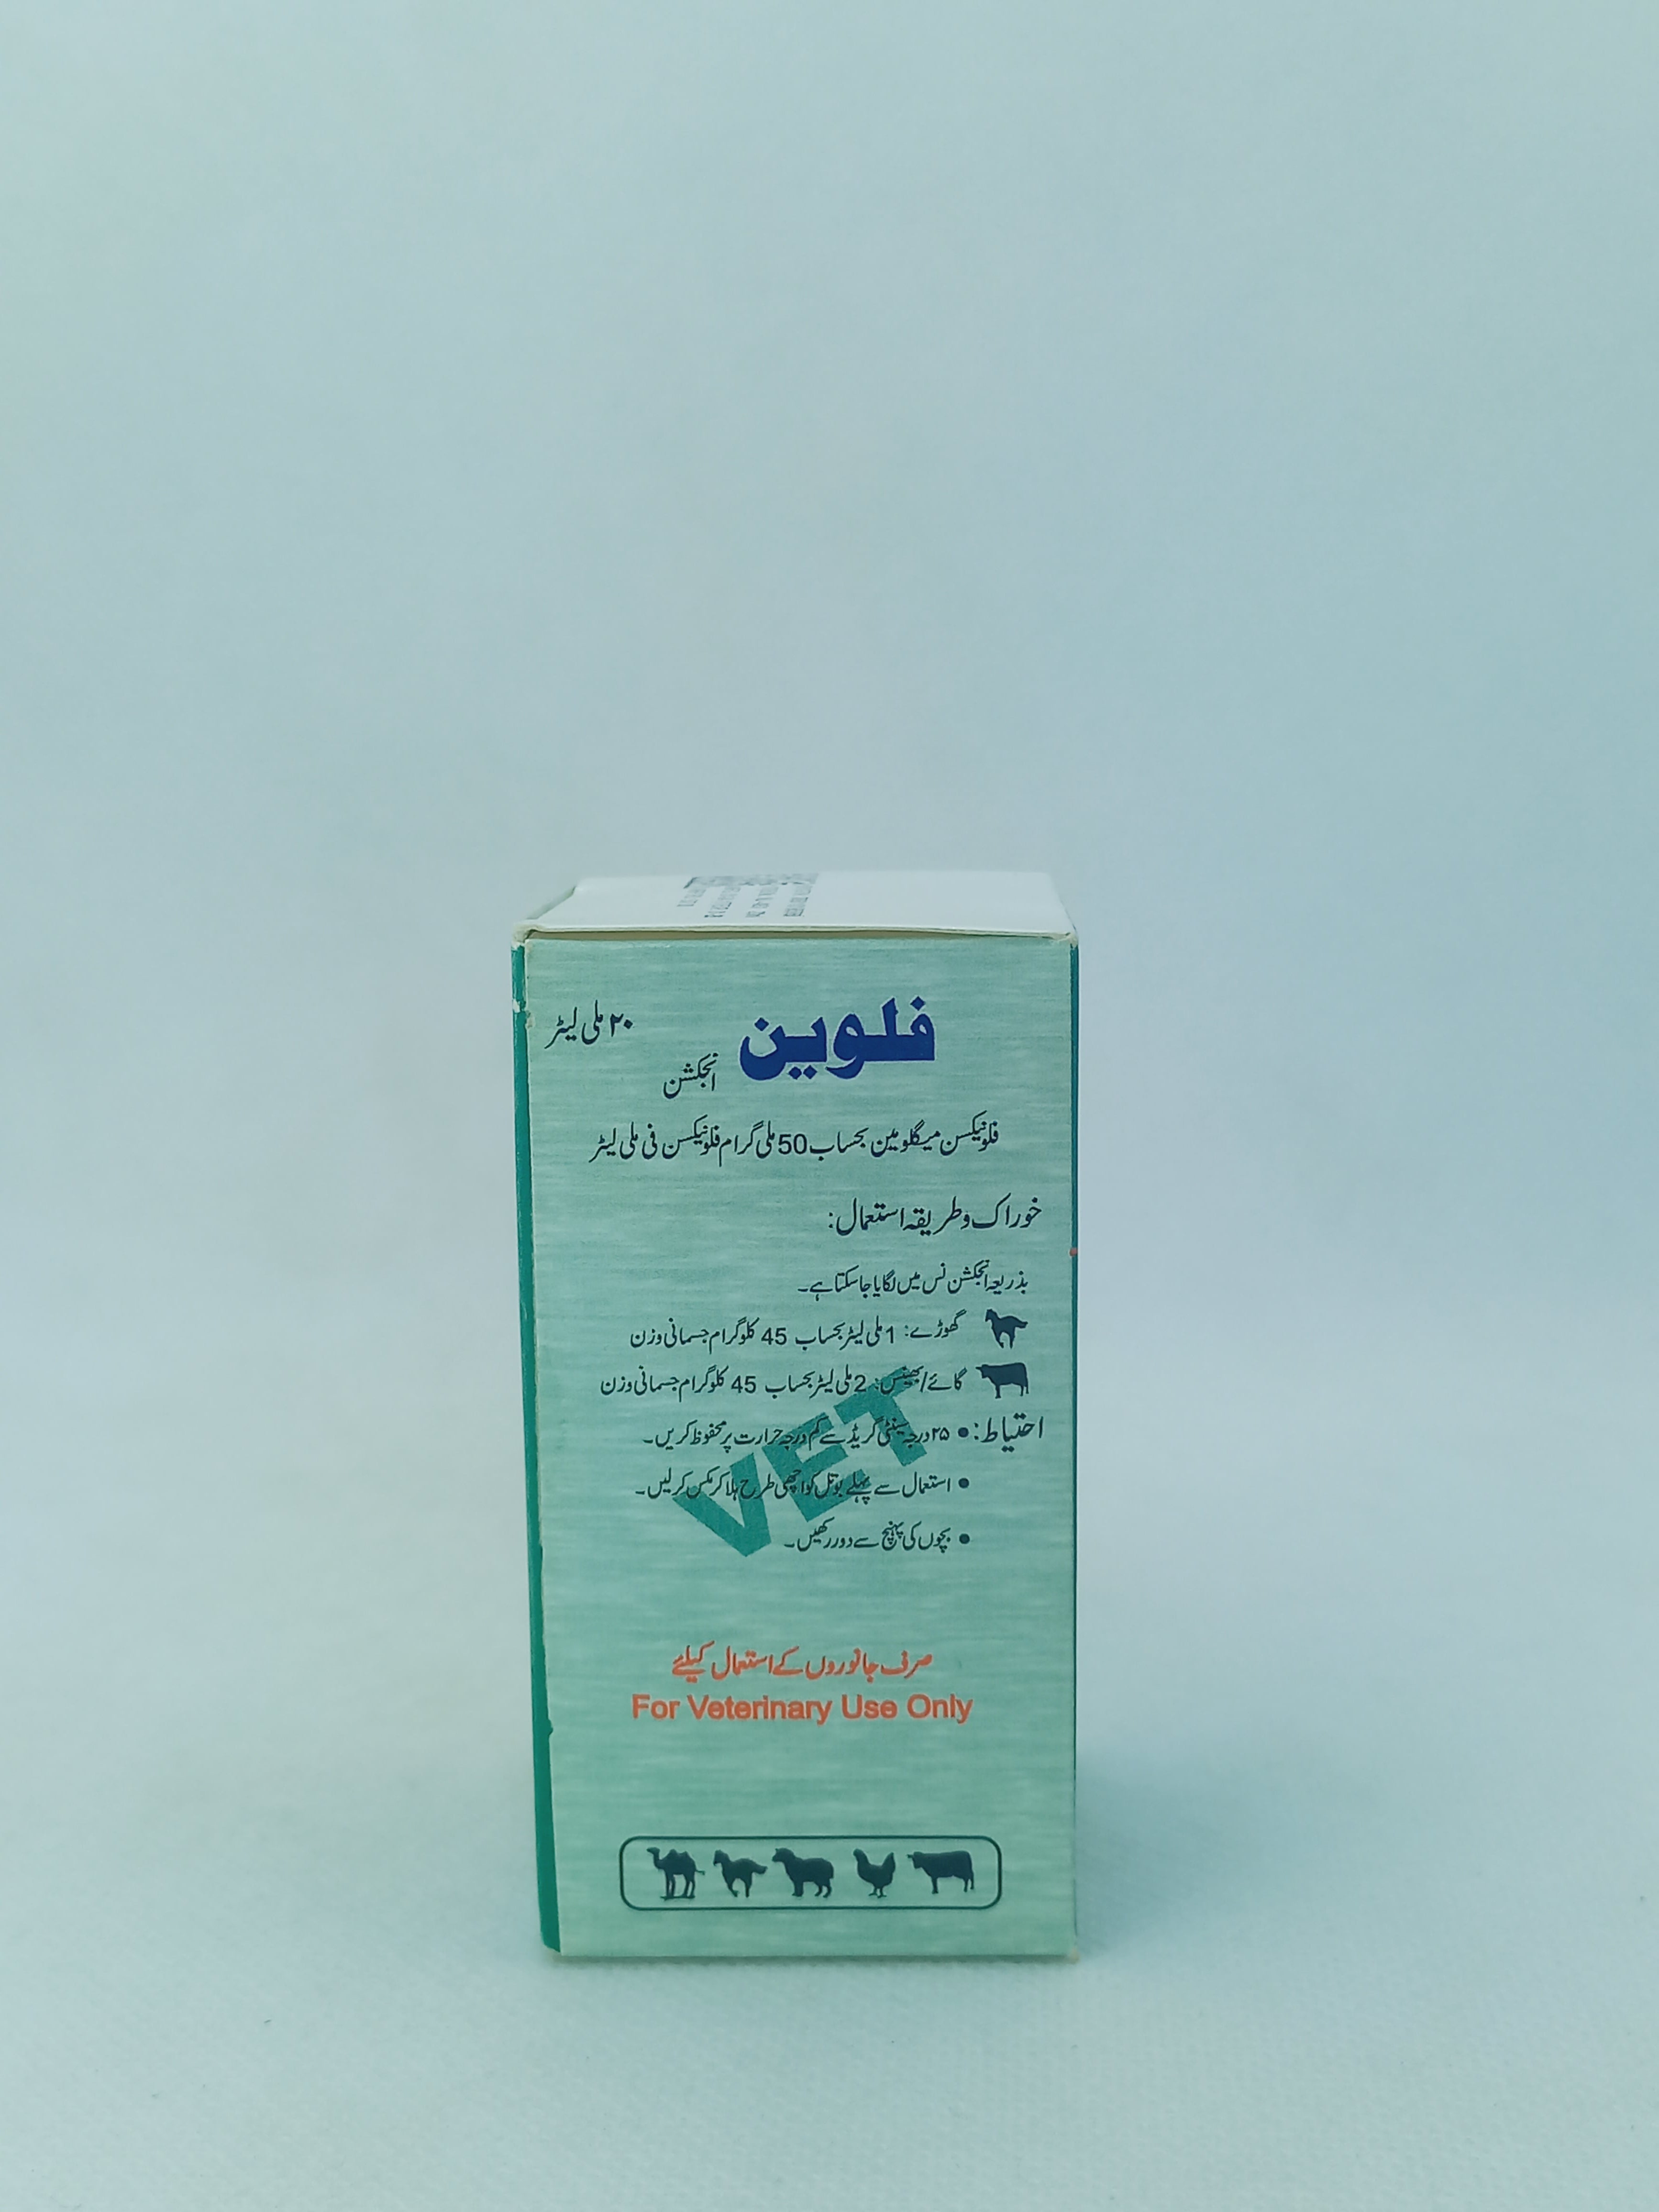 فلوین
انجکشن
۲۰ ملی لیٹر
فلونیکسن میگلومین بحساب 50 ملی گرام فلونیکسن فی ملی لیٹر
خوراک و طریقہ استعمال:
بذریعہ انجکشن نس میں لگایا جا سکتا ہے۔
گھوڑے: 1 ملی لیٹر بحساب 45 کلوگرام جسمانی وزن
گائے/بھینس: 2 ملی لیٹر بحساب 45 کلوگرام جسمانی وزن
احتیاط: • ۲۵ درجہ سینٹی گریڈ سے کم درجہ حرارت پر محفوظ کریں۔
• استعمال سے پہلے بوتل کو اچھی طرح ہلا کر مکس کر لیں۔
• بچوں کی پہنچ سے دور رکھیں۔
VET
صرف جانوروں کے استعمال کیلئے
For Veterinary Use Only